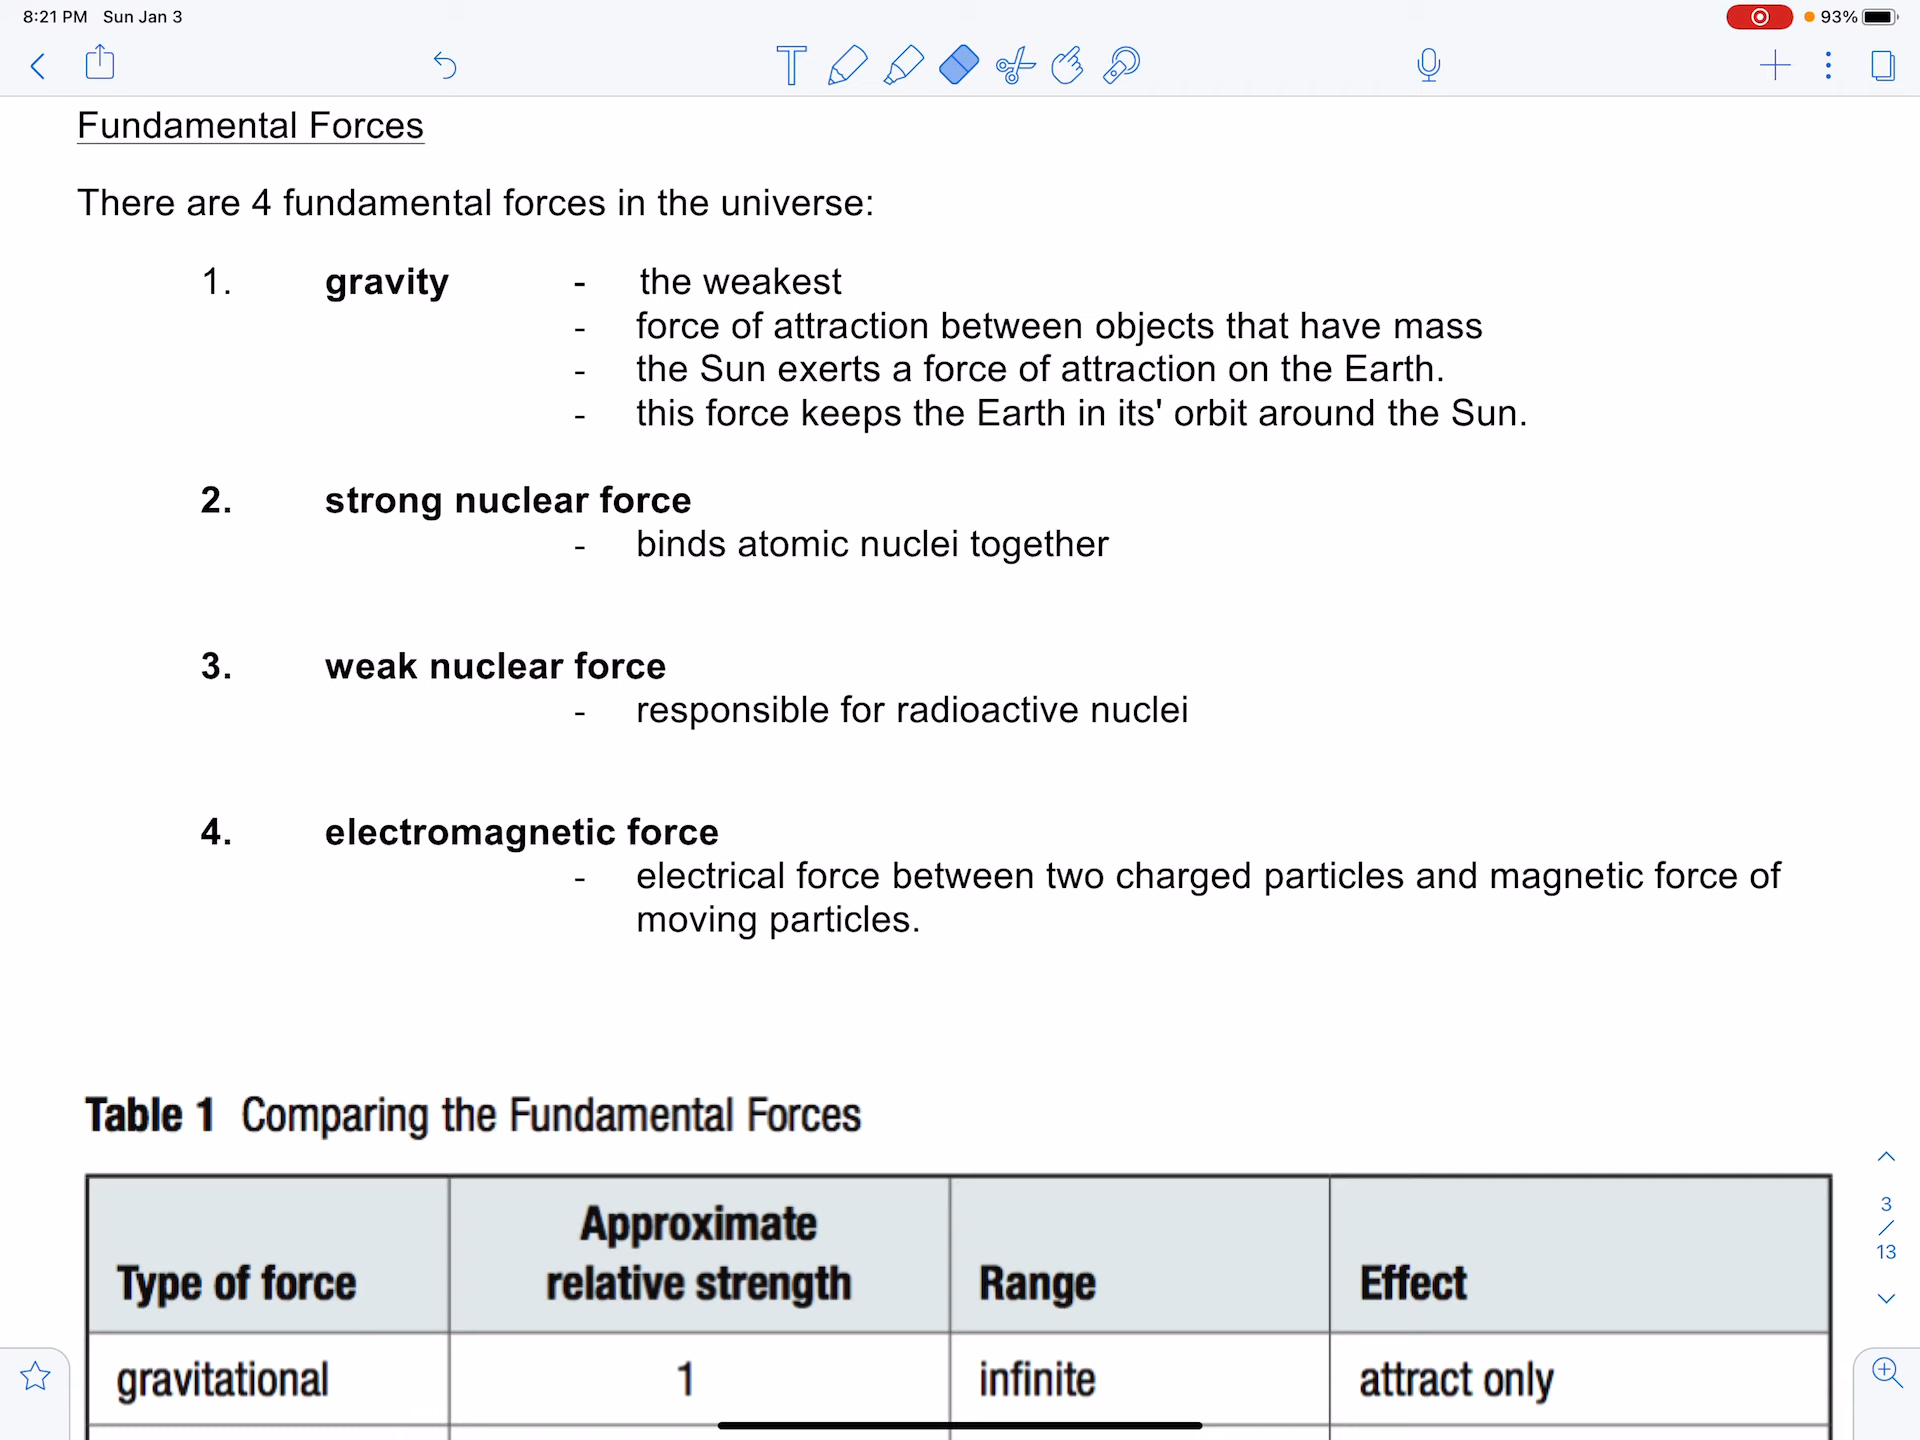 8:21 PM Sun Jan 3
93%
T
Fundamental Forces
There are 4 fundamental forces in the universe:
1. gravity - the weakest
- force of attraction between objects that have mass
- the Sun exerts a force of attraction on the Earth.
- this force keeps the Earth in its' orbit around the Sun.
2. strong nuclear force
- binds atomic nuclei together
3. weak nuclear force
- responsible for radioactive nuclei
4. electromagnetic force
- electrical force between two charged particles and magnetic force of
moving particles.
Table 1 Comparing the Fundamental Forces
Approximate
Type of force relative strength Range Effect
gravitational 1 infinite attract only
3
/
13